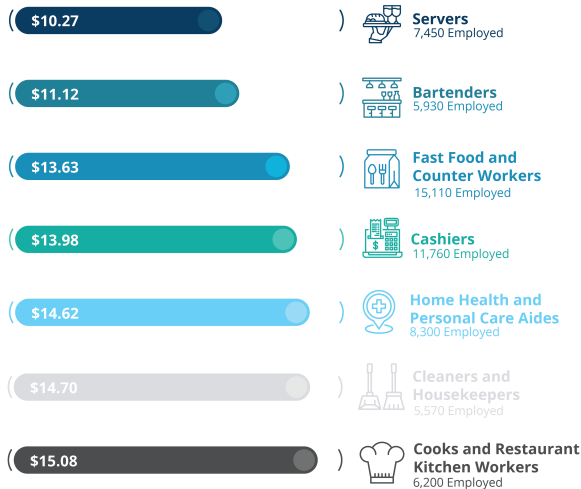 $10.27
Servers
7,450 Employed
$11.12
Bartenders
5,930 Employed
$13.63
Fast Food and
Counter Workers
15,110 Employed
$13.98
Cashiers
11,760 Employed
$14.62
Home Health and
Personal Care Aides
8,300 Employed
$14.70
Cleaners and
Housekeepers
5,570 Employed
$15.08
Cooks and Restaurant
Kitchen Workers
6,200 Employed